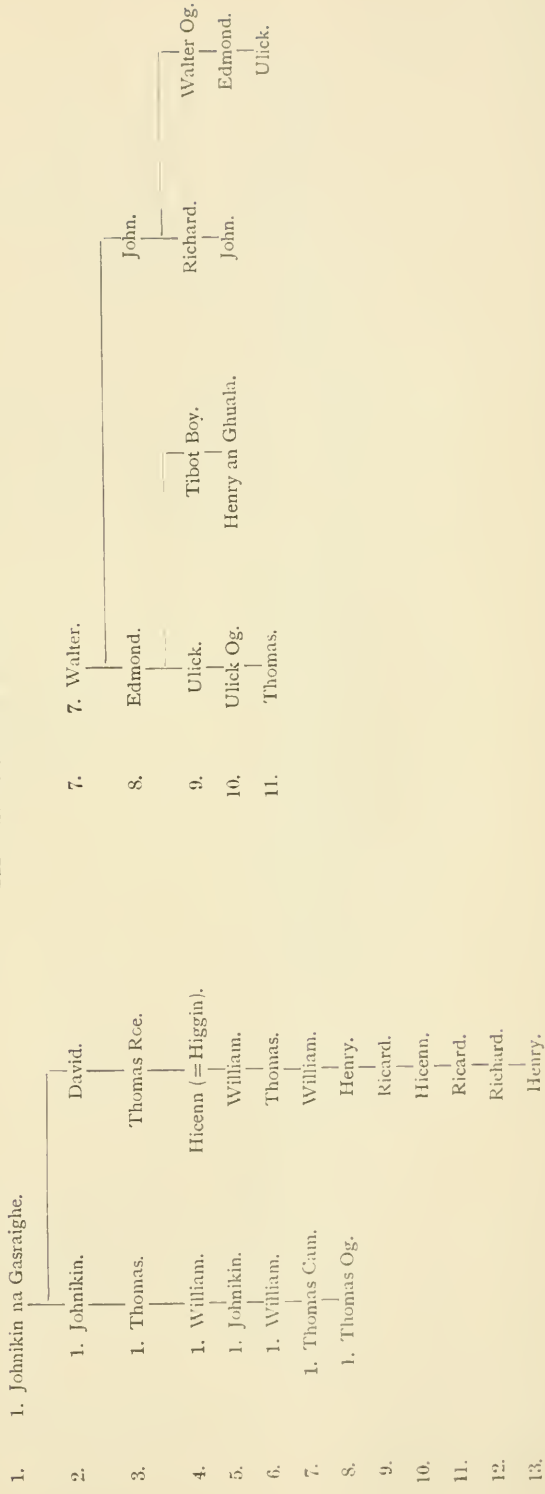 1. 1. Johnikin na Gasraighe.
2. 1. Johnikin. David.
3. 1. Thomas. Thomas Roe.
4. 1. William. Hicenn (= Higgin).
5. 1. Johnikin. William.
6. 1. William. Thomas.
7. 1. Thomas Cam. William.
8. 1. Thomas Og. Henry.
9. Ricard.
10. Hicenn.
11. Ricard.
12. Richard.
13. Henry.
7. 7. Walter.
8. Edmond. John.
9. Ulick. Tibot Boy. Richard. Walter Og.
10. Ulick Og. Henry an Ghuala. John. Edmond.
11. Thomas. Ulick.